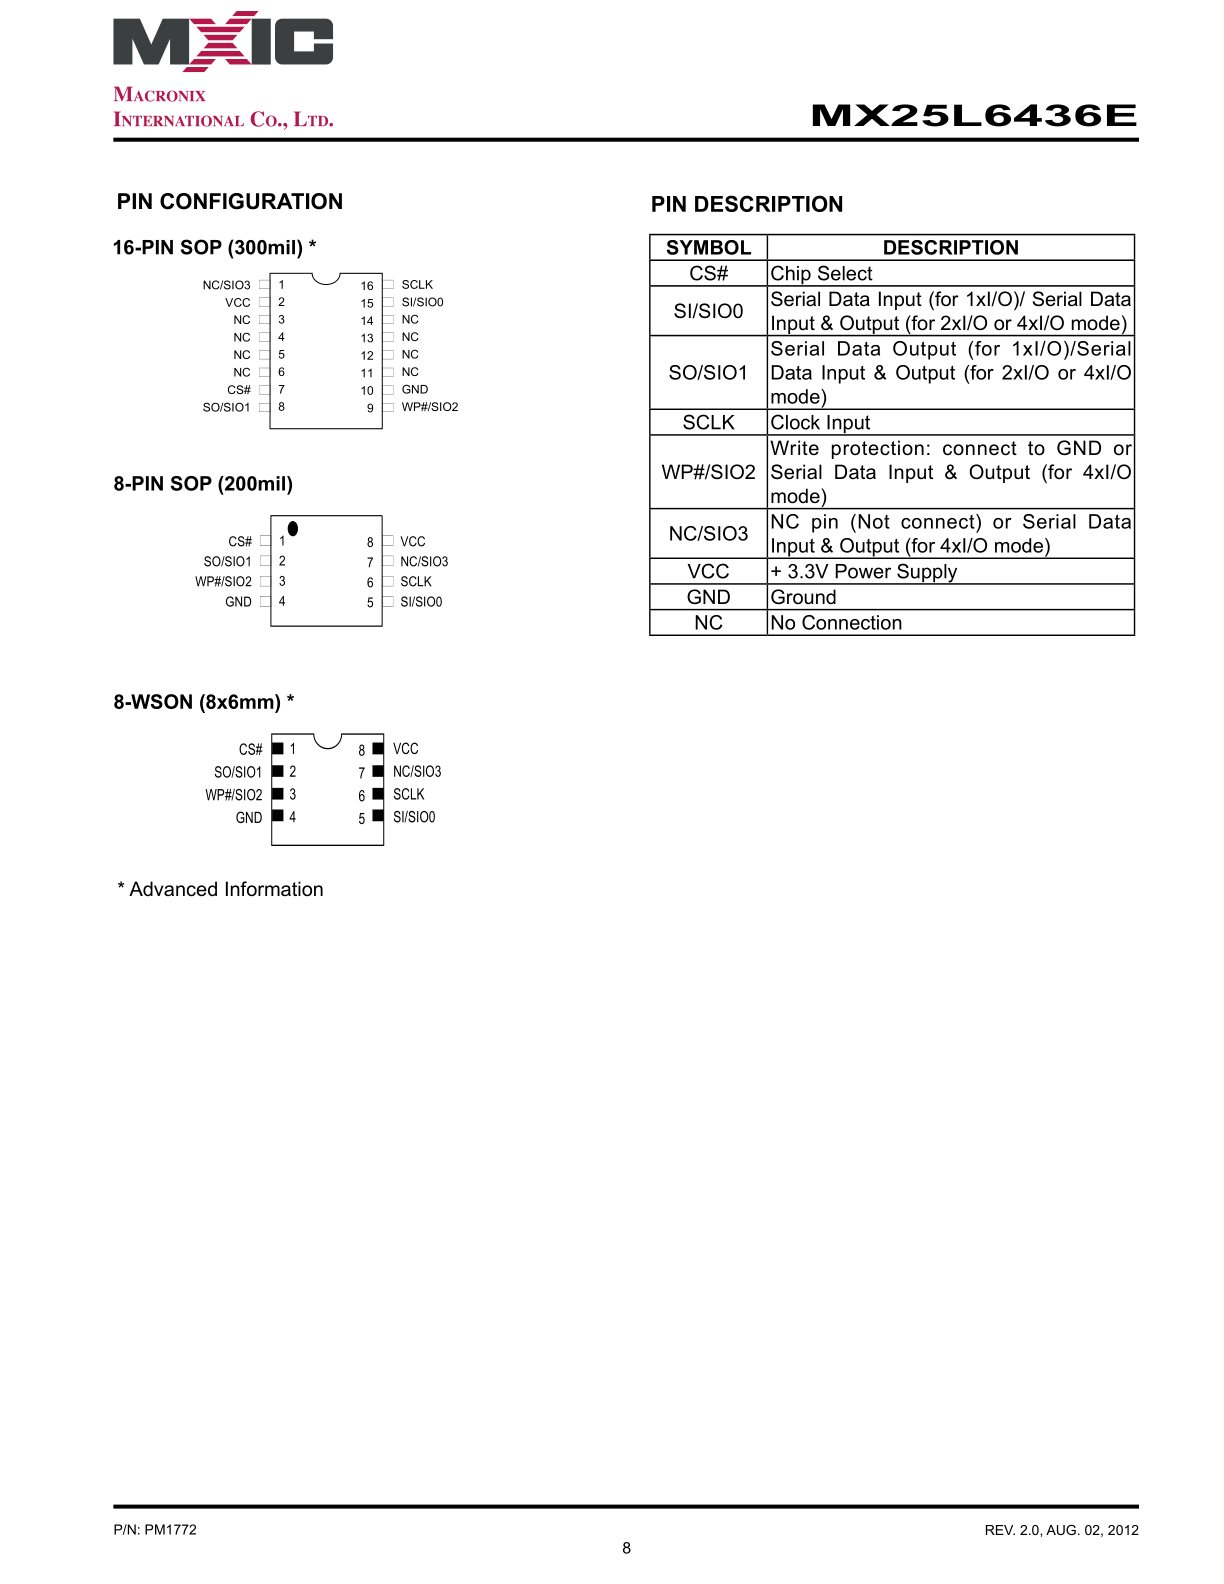 MXIC
MACRONIX
INTERNATIONAL CO., LTD.
MX25L6436E
PIN CONFIGURATION
16-PIN SOP (300mil) *
NC/SIO3 1 16 SCLK
VCC 2 15 SI/SIO0
NC 3 14 NC
NC 4 13 NC
NC 5 12 NC
NC 6 11 NC
CS# 7 10 GND
SO/SIO1 8 9 WP#/SIO2
8-PIN SOP (200mil)
CS# 1 8 VCC
SO/SIO1 2 7 NC/SIO3
WP#/SIO2 3 6 SCLK
GND 4 5 SI/SIO0
8-WSON (8x6mm) *
CS# 1 8 VCC
SO/SIO1 2 7 NC/SIO3
WP#/SIO2 3 6 SCLK
GND 4 5 SI/SIO0
* Advanced Information
PIN DESCRIPTION
SYMBOL DESCRIPTION
CS# Chip Select
SI/SIO0 Serial Data Input (for 1xI/O)/ Serial Data
Input & Output (for 2xI/O or 4xI/O mode)
SO/SIO1 Serial Data Output (for 1xI/O)/Serial
Data Input & Output (for 2xI/O or 4xI/O
mode)
SCLK Clock Input
WP#/SIO2 Write protection: connect to GND or
Serial Data Input & Output (for 4xI/O
mode)
NC/SIO3 NC pin (Not connect) or Serial Data
Input & Output (for 4xI/O mode)
VCC + 3.3V Power Supply
GND Ground
NC No Connection
P/N: PM1772
REV. 2.0, AUG. 02, 2012
8